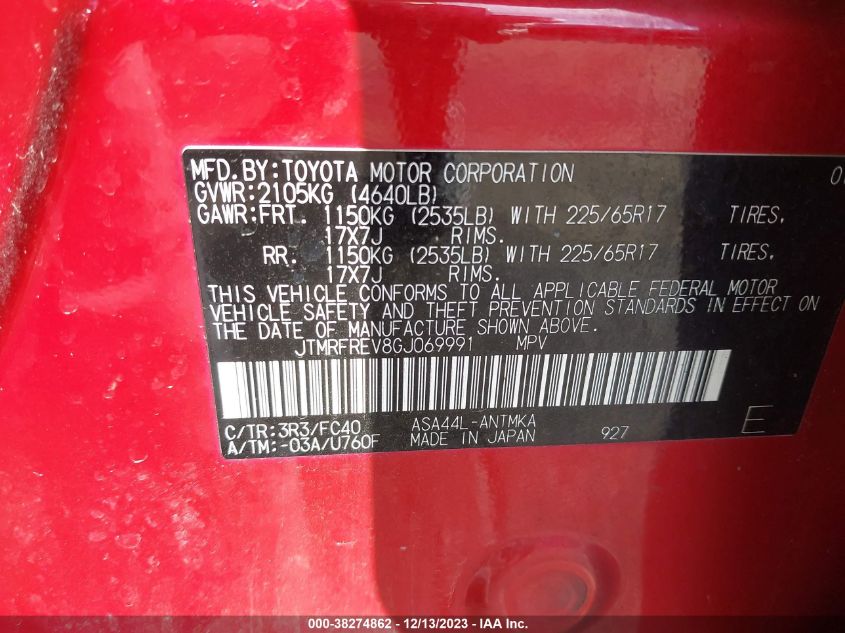 MFD.BY:TOYOTA MOTOR CORPORATION
GVWR:2105KG (4640LB)
GAWR:FRT. 1150KG (2535LB) WITH 225/65R17 TIRES.
17X7J RIMS.
RR: 1150KG (2535LB) WITH 225/65R17 TIRES.
17X7J RIMS.
THIS VEHICLE CONFORMS TO ALL APPLICABLE FEDERAL MOTOR
VEHICLE SAFETY AND THEFT PREVENTION STANDARDS IN EFFECT ON
THE DATE OF MANUFACTURE SHOWN ABOVE.
JTMRFREV8GJ069991 MPV
C/TR:3R3/FC40 ASA44L-ANTMKA
A/TM:-03A/U760F MADE IN JAPAN 927 E
000-38274862 - 12/13/2023 - IAA Inc.